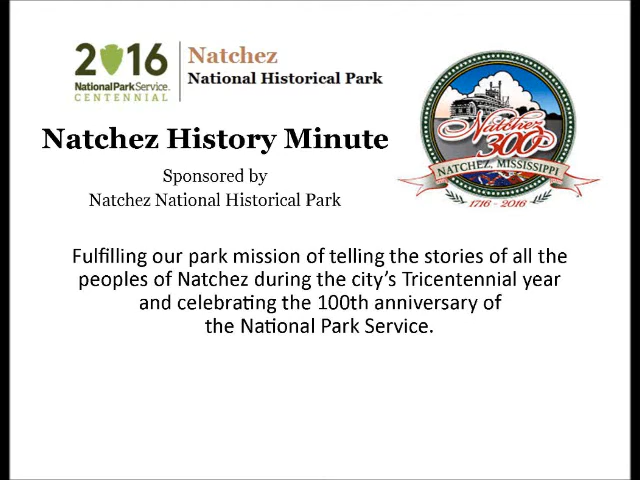 2016
National Park Service
CENTENNIAL
Natchez
National Historical Park
Natchez History Minute
Sponsored by
Natchez National Historical Park
Natchez
300
NATCHEZ, MISSISSIPPI
1716 - 2016
Fulfilling our park mission of telling the stories of all the
peoples of Natchez during the city's Tricentennial year
and celebrating the 100th anniversary of
the National Park Service.